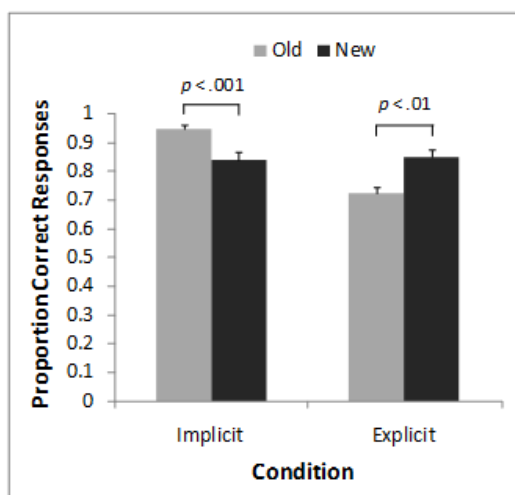 Old New
p < .001
p < .01
1
0.9
0.8
0.7
0.6
0.5
0.4
0.3
0.2
0.1
0
Proportion Correct Responses
Implicit Explicit
Condition